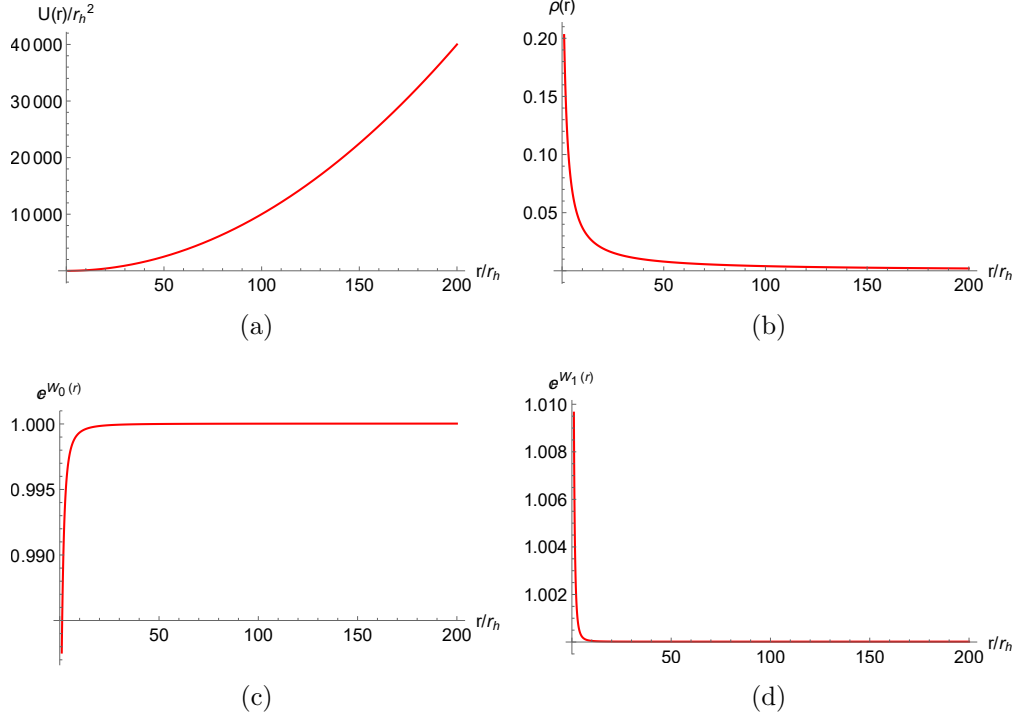 U(r)/r_h^2
40 000
30 000
20 000
10 000
50 100 150 200
r/r_h
(a)
ρ(r)
0.20
0.15
0.10
0.05
50 100 150 200
r/r_h
(b)
e^{W_0(r)}
1.000
0.995
0.990
50 100 150 200
r/r_h
(c)
e^{W_1(r)}
1.010
1.008
1.006
1.004
1.002
50 100 150 200
r/r_h
(d)